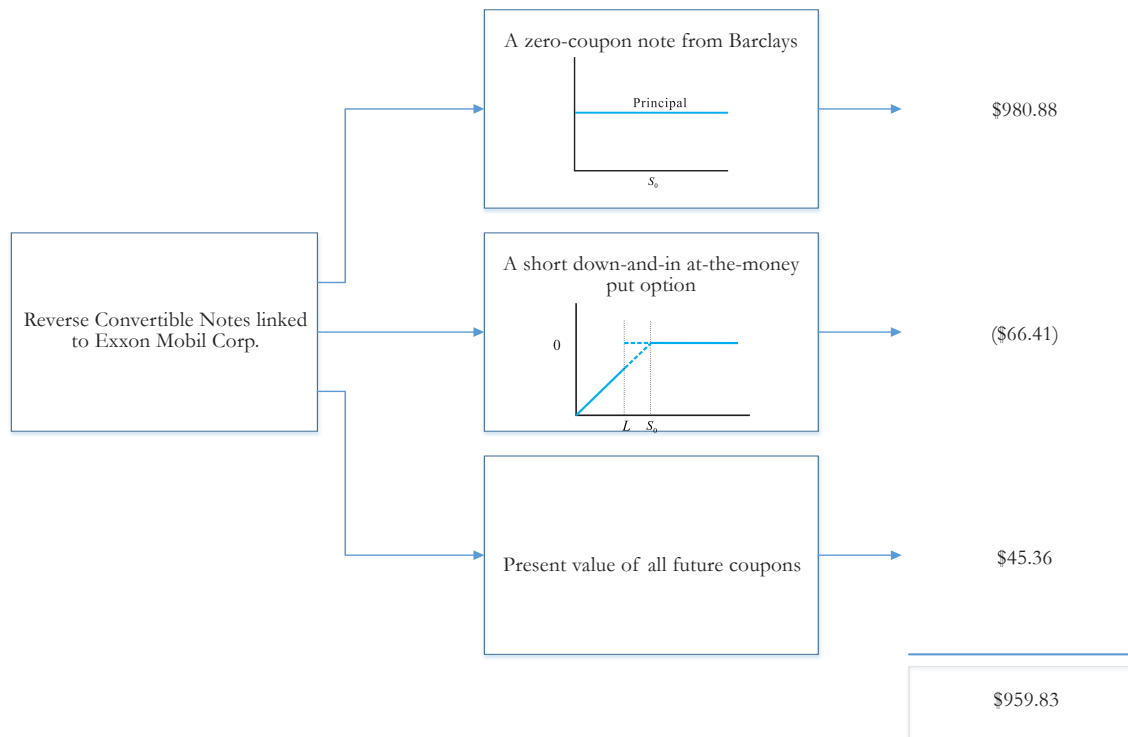 A zero-coupon note from Barclays
Principal
S₀
$980.88
Reverse Convertible Notes linked
to Exxon Mobil Corp.
A short down-and-in at-the-money
put option
0
L S₀
($66.41)
Present value of all future coupons
$45.36
$959.83